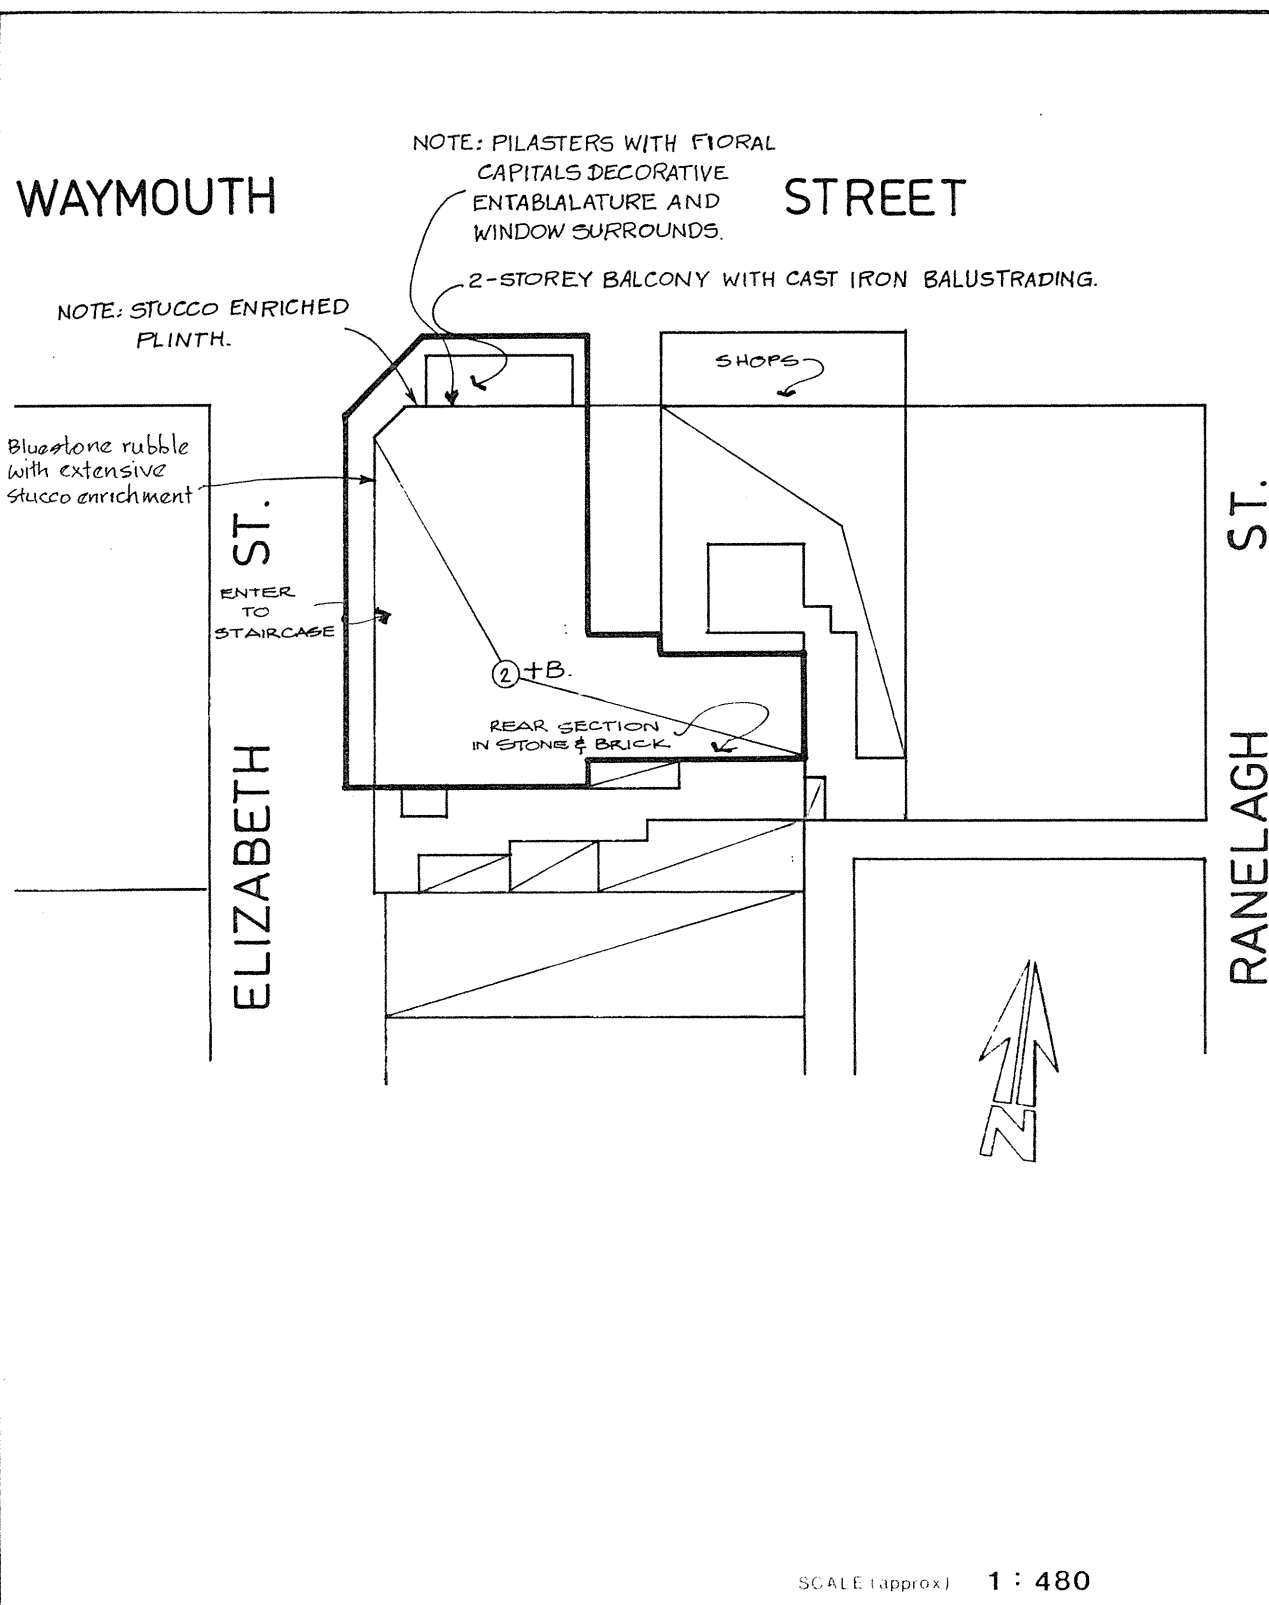 NOTE: PILASTERS WITH FLORAL
CAPITALS DECORATIVE
ENTABLALATURE AND
WINDOW SURROUNDS.
WAYMOUTH STREET
2-STOREY BALCONY WITH CAST IRON BALUSTRADING.
NOTE: STUCCO ENRICHED
PLINTH.
SHOPS
Bluestone rubble
with extensive
stucco enrichment
ENTER
TO
STAIRCASE
2 +B.
REAR SECTION
IN STONE & BRICK
ELIZABETH ST.
RANELAGH ST.
N
SCALE (approx) 1 : 480